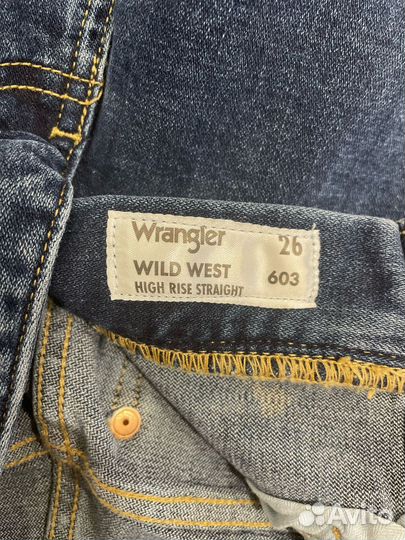 Wrangler 26
WILD WEST 603
HIGH RISE STRAIGHT
Avito